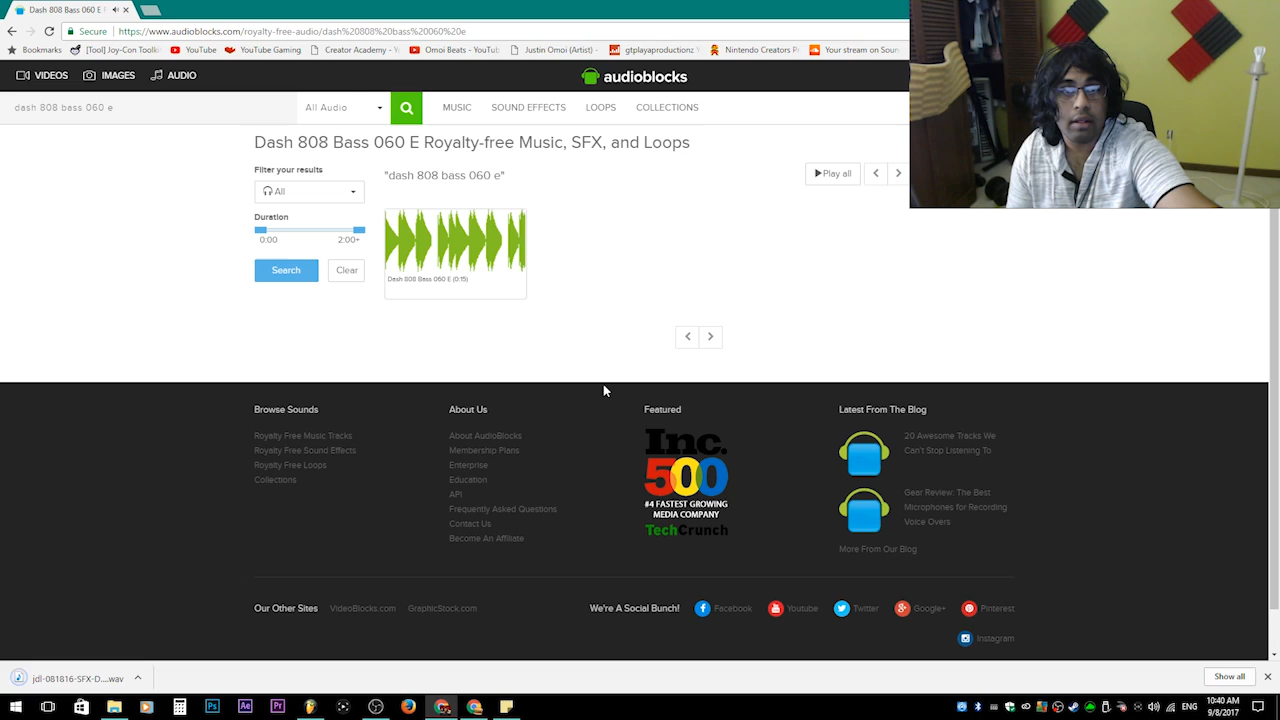 Secure
https://www.audioblocks.com/royalty-free-audio/dash%20808%20bass%20060%20e
Bookmarks
[Tool] Joy-Con Toolki
YouTube
YouTube Gaming
Creator Academy - Y
Omoi Beats - YouTub
Justin Omoi (Artist) -
gtplayaproductionz
Nintendo Creators Pr
Your stream on Soun
VIDEOS
IMAGES
AUDIO
audioblocks
dash 808 bass 060 e
All Audio
MUSIC
SOUND EFFECTS
LOOPS
COLLECTIONS
Dash 808 Bass 060 E Royalty-free Music, SFX, and Loops
Filter your results
All
Duration
0:00
2:00+
Search
Clear
"dash 808 bass 060 e"
Play all
Dash 808 Bass 060 E (0:15)
Browse Sounds
Royalty Free Music Tracks
Royalty Free Sound Effects
Royalty Free Loops
Collections
About Us
About AudioBlocks
Membership Plans
Enterprise
Education
API
Frequently Asked Questions
Contact Us
Become An Affiliate
Featured
Inc.
500
#4 FASTEST GROWING
MEDIA COMPANY
TechCrunch
Latest From The Blog
20 Awesome Tracks We
Can't Stop Listening To
Gear Review: The Best
Microphones for Recording
Voice Overs
More From Our Blog
Our Other Sites
VideoBlocks.com
GraphicStock.com
We're A Social Bunch!
Facebook
Youtube
Twitter
Google+
Pinterest
Instagram
jdl-081816-SFX-D....wav
Show all
Ps
Ae
Pr
10:40 AM
9/8/2017